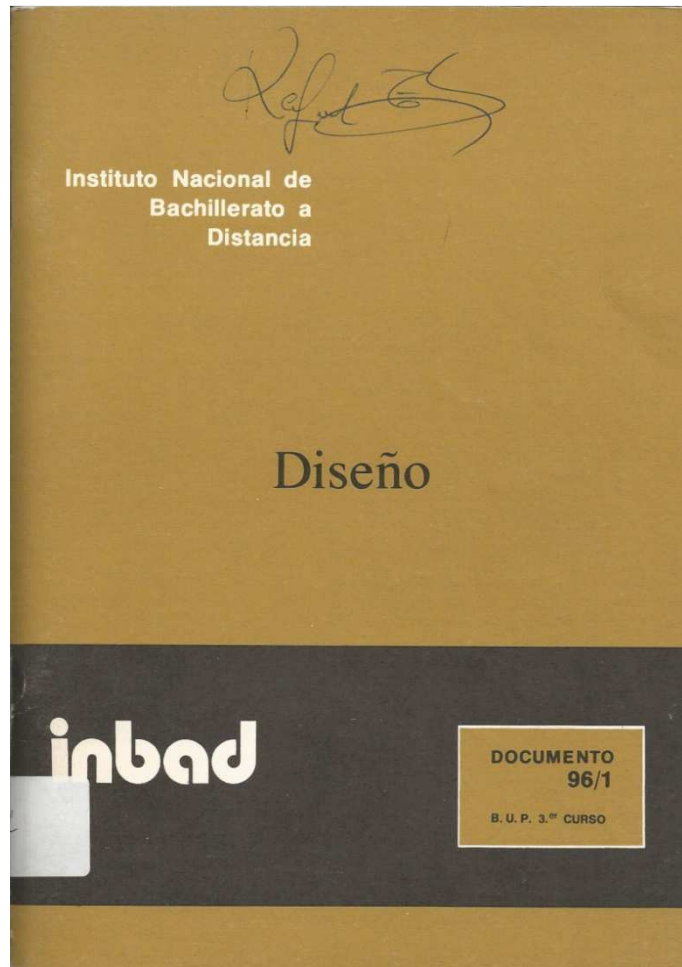 Instituto Nacional de
Bachillerato a
Distancia
Diseño
inbad
DOCUMENTO
96/1
B. U. P. 3.er CURSO